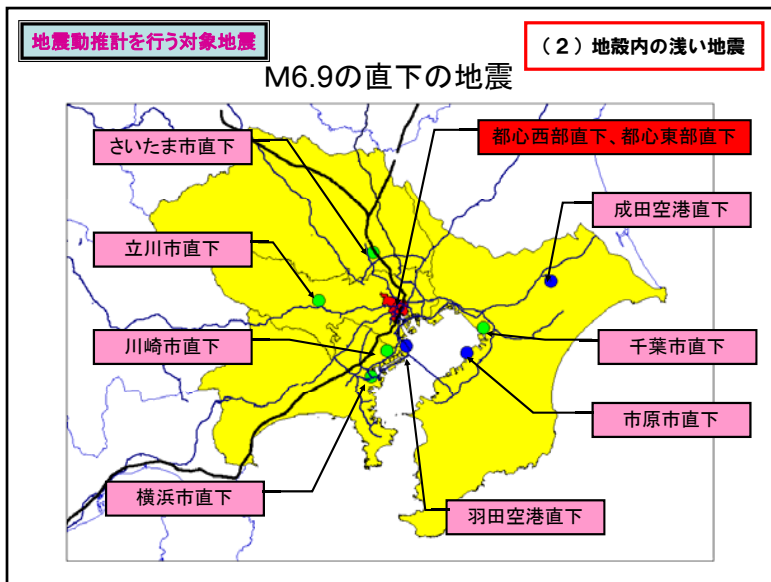 地震動推計を行う対象地震
(2)地殻内の浅い地震
M6.9の直下の地震
さいたま市直下
都心西部直下、都心東部直下
成田空港直下
立川市直下
川崎市直下
千葉市直下
市原市直下
横浜市直下
羽田空港直下